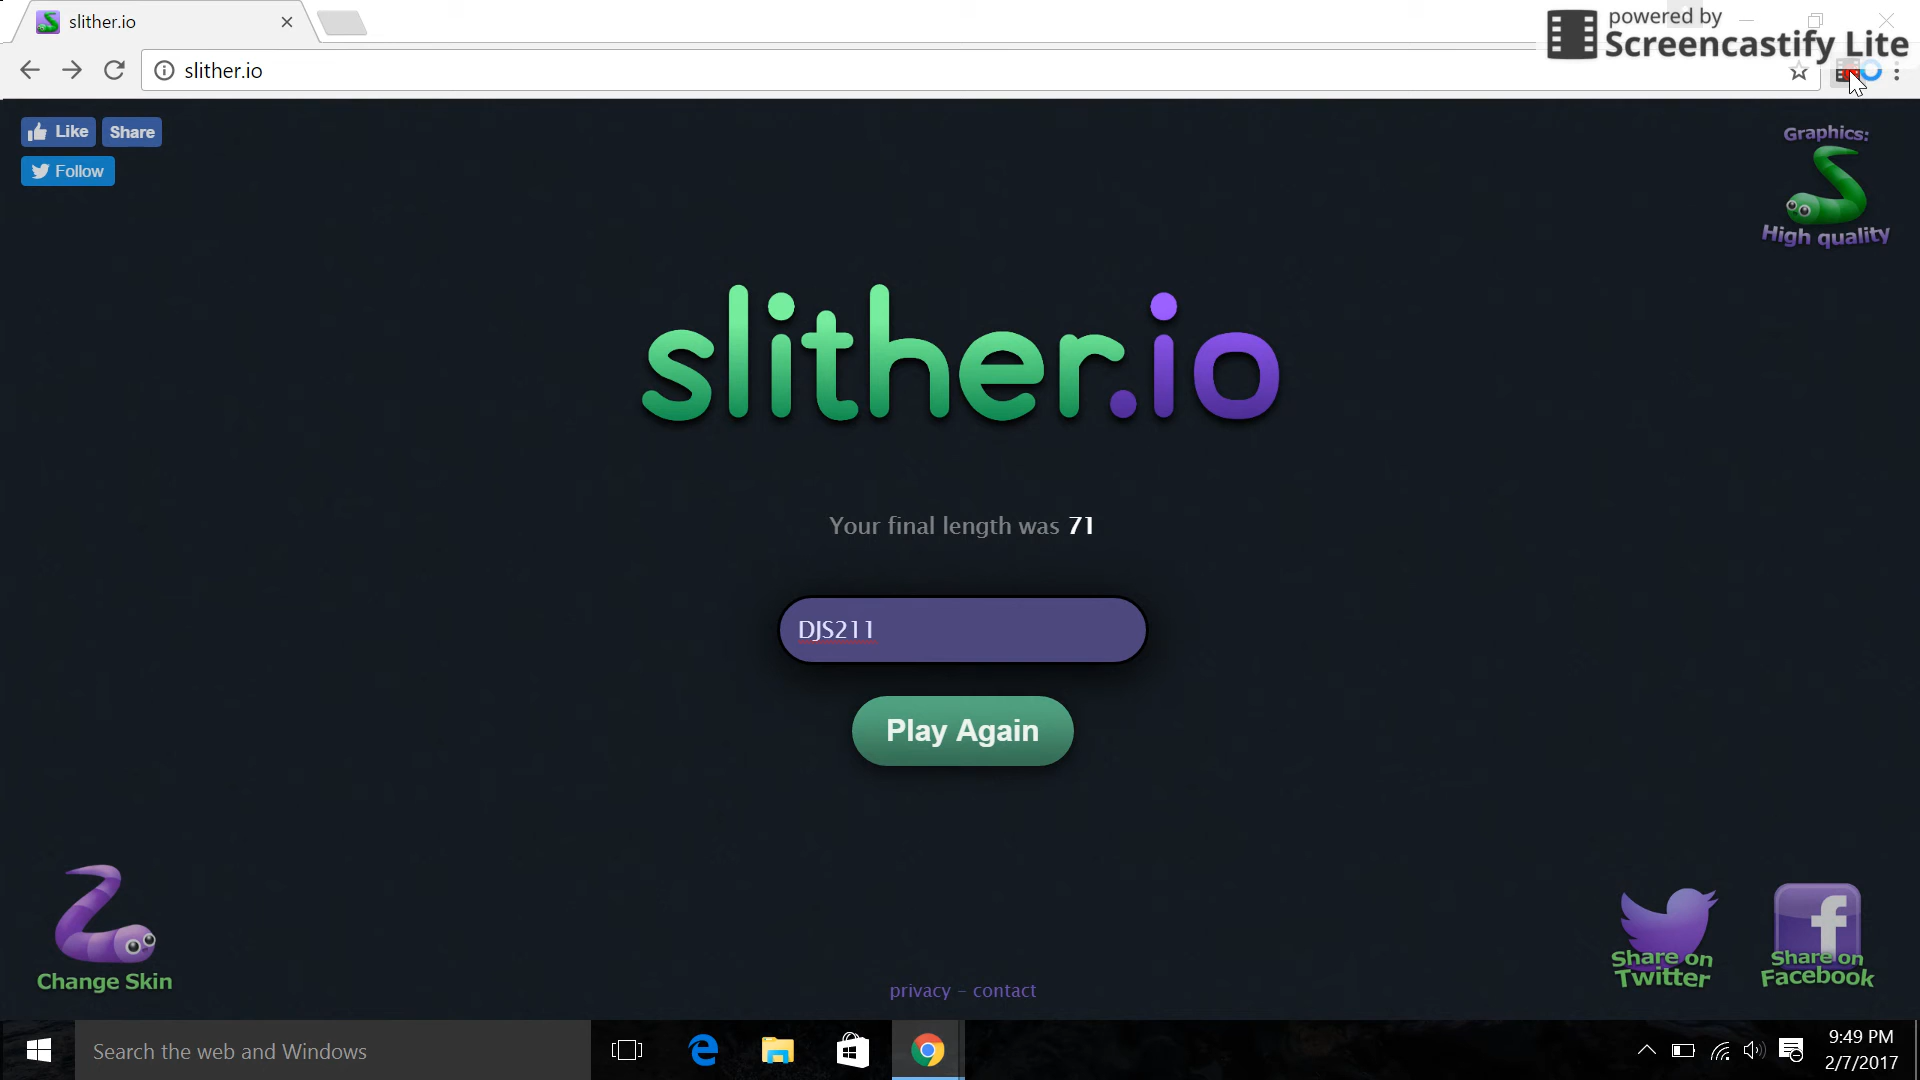 slither.io
powered by
Screencastify Lite
slither.io
Like
Share
Follow
Graphics:
High quality
slither.io
Your final length was 71
DJS211
Play Again
Change Skin
privacy - contact
Share on
Twitter
Share on
Facebook
Search the web and Windows
9:49 PM
2/7/2017